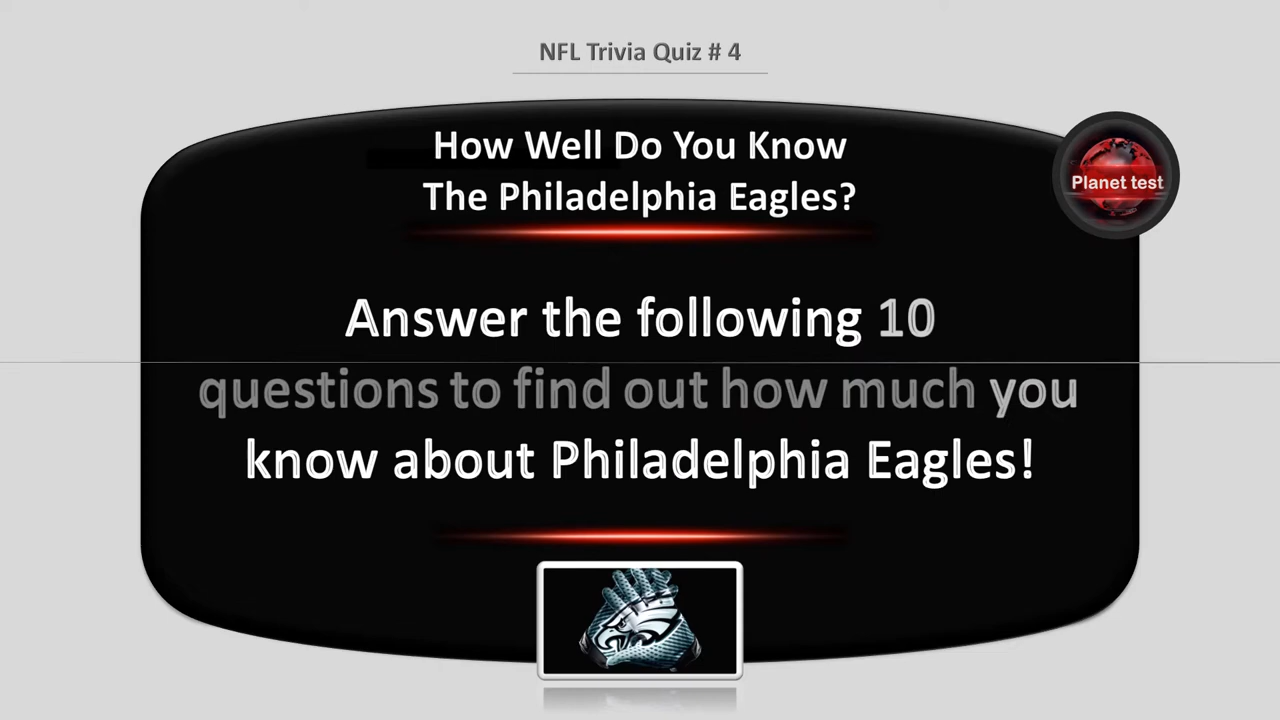 NFL Trivia Quiz # 4
How Well Do You Know
The Philadelphia Eagles?
Planet test
Answer the following 10
questions to find out how much you
know about Philadelphia Eagles!